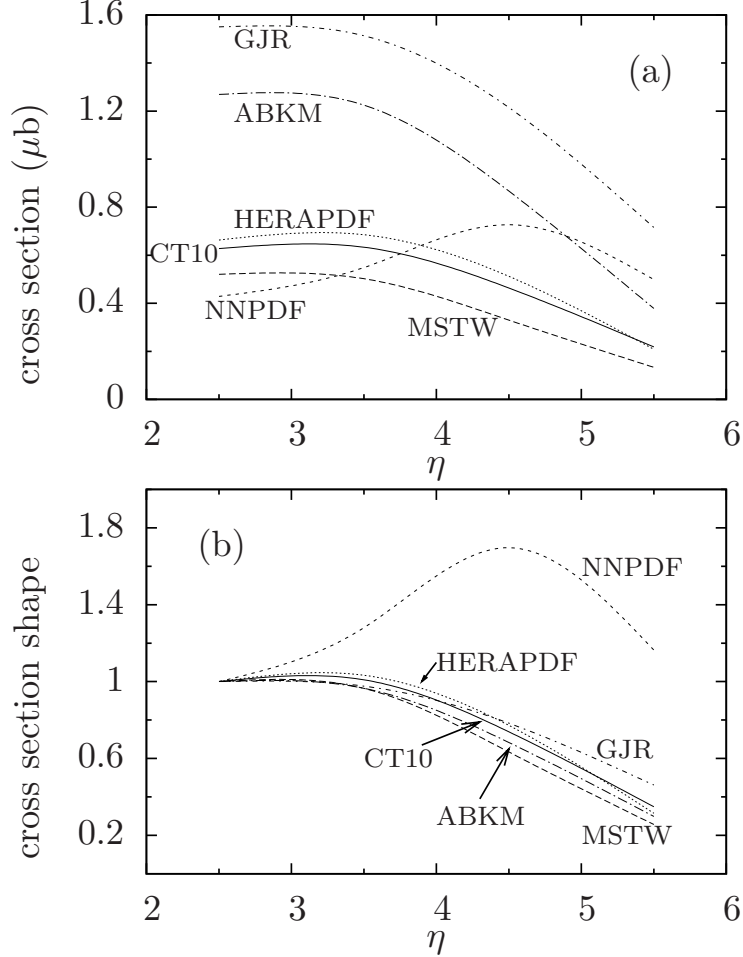 1.6
1.2
0.8
0.4
0
cross section (μb)
(a)
GJR
ABKM
HERAPDF
CT10
NNPDF
MSTW
2 3 4 5 6
η
1.8
1.4
1
0.6
0.2
cross section shape
(b)
NNPDF
HERAPDF
GJR
CT10
ABKM
MSTW
2 3 4 5 6
η